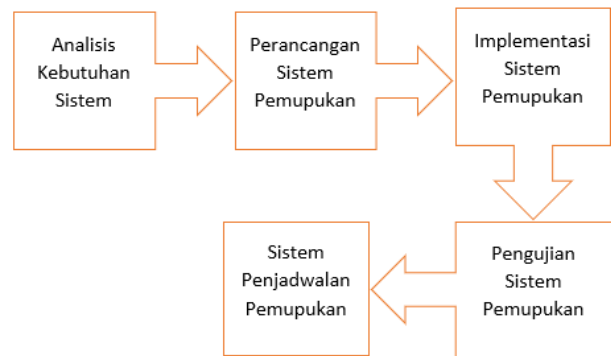 Analisis
Kebutuhan
Sistem
Perancangan
Sistem
Pemupukan
Implementasi
Sistem
Pemupukan
Pengujian
Sistem
Pemupukan
Sistem
Penjadwalan
Pemupukan